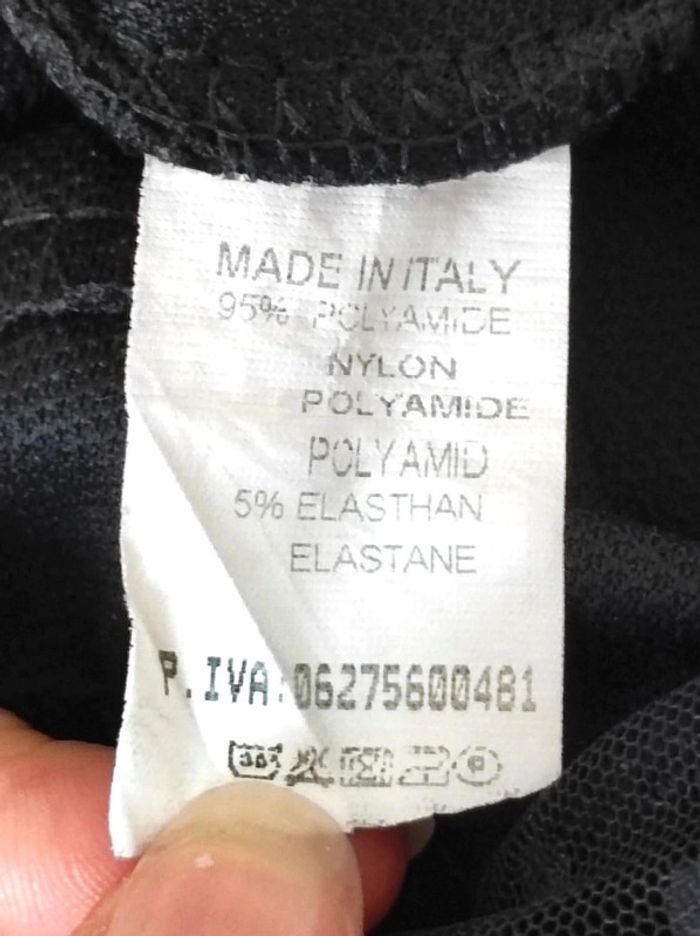 MADE IN ITALY
95% POLYAMIDE
NYLON
POLYAMIDE
POLYAMID
5% ELASTHAN
ELASTANE
P.IVA:06275600481